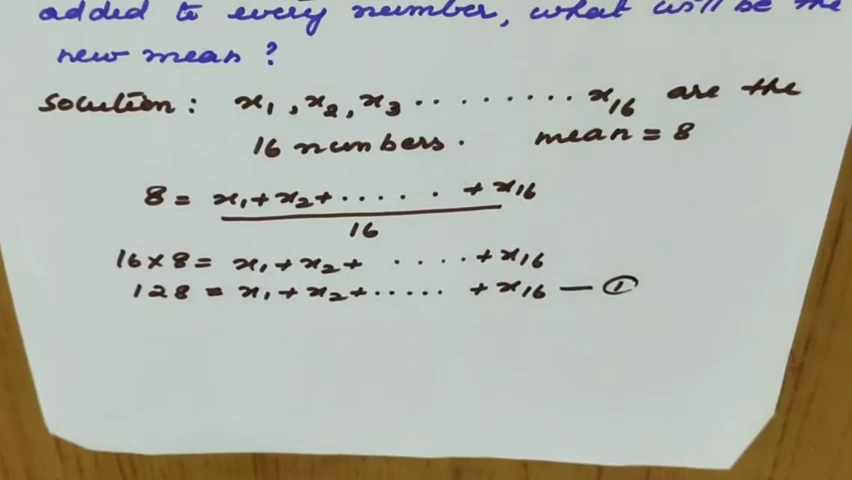 added to every number, what will be the
new mean ?
Solution : x₁, x₂, x₃ . . . . . . . . . x₁₆ are the
16 numbers . mean = 8
8 = x₁ + x₂ + . . . . . + x₁₆
16
16 × 8 = x₁ + x₂ + . . . . + x₁₆
128 = x₁ + x₂ + . . . . . + x₁₆ — ①